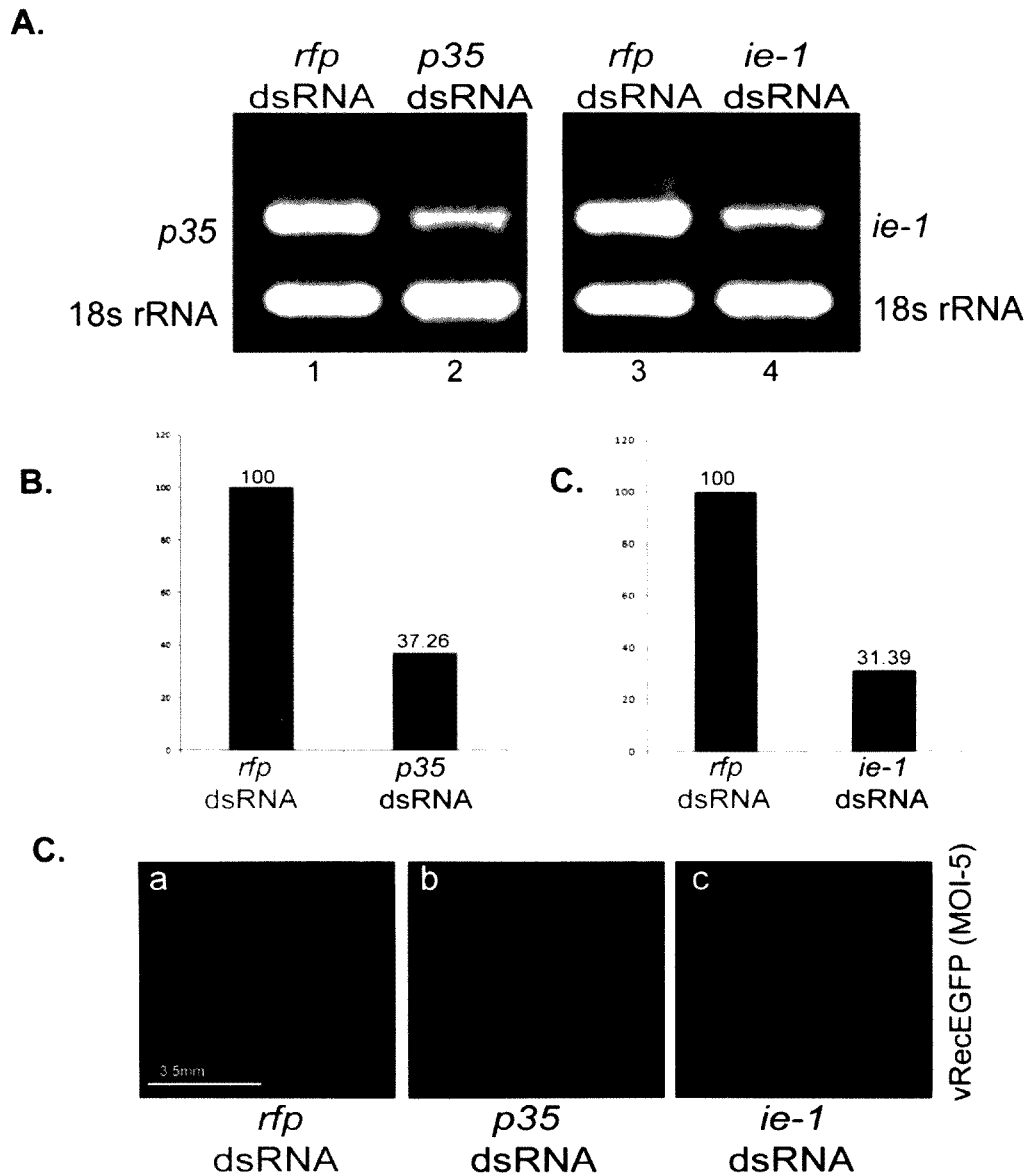 A.
rfp p35 rfp ie-1
dsRNA dsRNA dsRNA dsRNA
p35 ie-1
18s rRNA 18s rRNA
1 2 3 4
B.
120
100
80
60
40
20
0
100
37.26
rfp p35
dsRNA dsRNA
C.
120
100
80
60
40
20
0
100
31.39
rfp ie-1
dsRNA dsRNA
C.
a b c
3 5mm
vRecEGFP (MOI-5)
rfp p35 ie-1
dsRNA dsRNA dsRNA